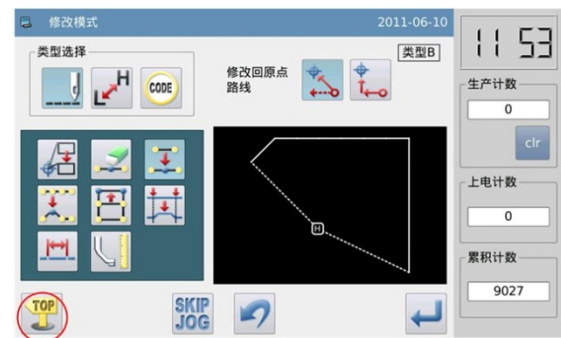 修改模式
2011-06-10
类型选择
H
CODE
修改回原点
路线
类型B
H
TOP
SKIP
JOG
11 53
生产计数
0
clr
上电计数
0
累积计数
9027